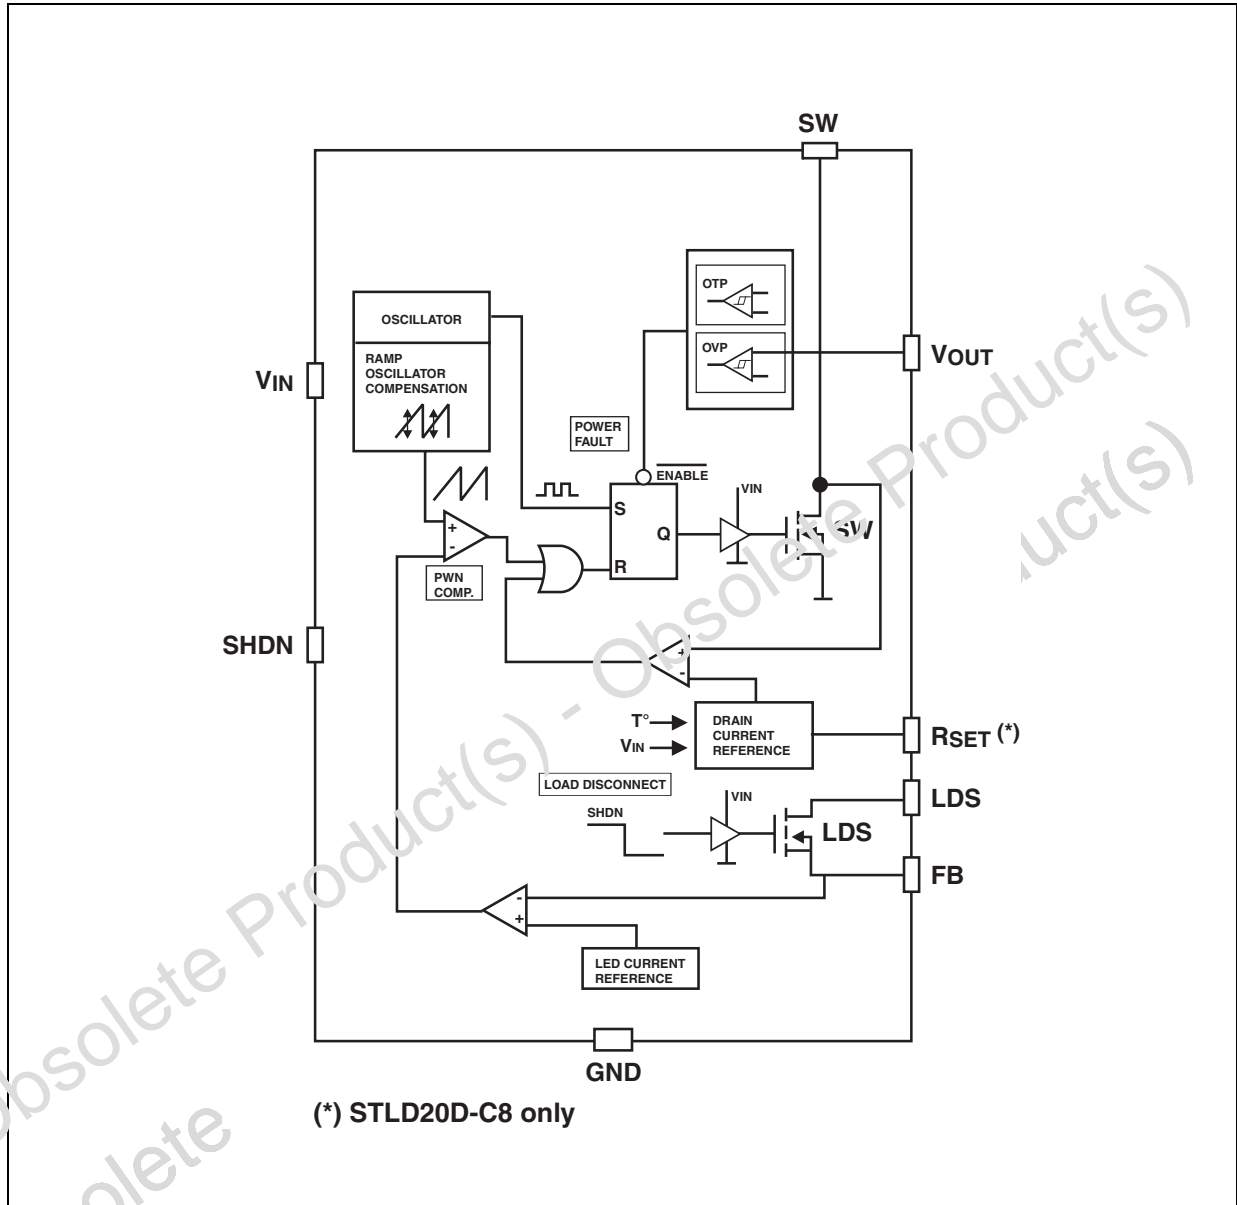 SW
OTP
OSCILLATOR
OVP
VOUT
RAMP
OSCILLATOR
COMPENSATION
VIN
POWER
FAULT
ENABLE
VIN
S
Q
SW
+
-
R
PWN
COMP.
SHDN
+
-
T°
VIN
DRAIN
CURRENT
REFERENCE
RSET (*)
LOAD DISCONNECT
VIN
LDS
SHDN
LDS
FB
-
+
LED CURRENT
REFERENCE
GND
(*) STLD20D-C8 only
Obsolete Product(s) - Obsolete Product(s)
olete
uct(s)